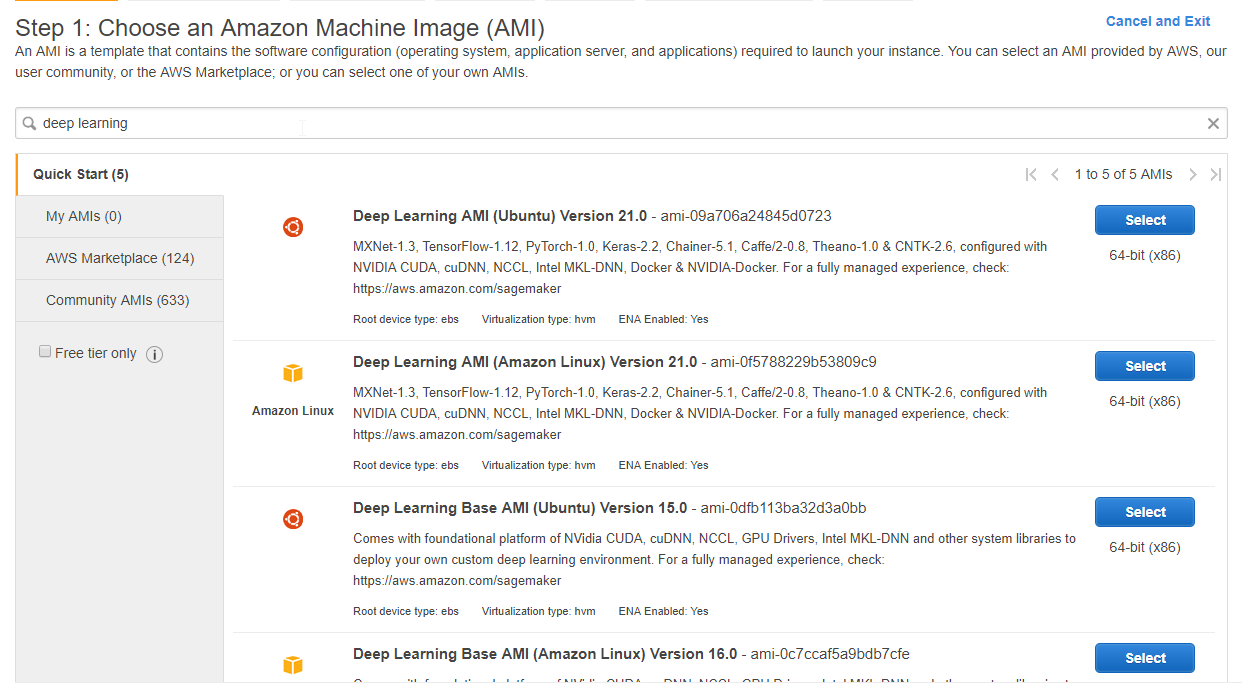 Step 1: Choose an Amazon Machine Image (AMI)
Cancel and Exit
An AMI is a template that contains the software configuration (operating system, application server, and applications) required to launch your instance. You can select an AMI provided by AWS, our
user community, or the AWS Marketplace; or you can select one of your own AMIs.
deep learning
Quick Start (5)
1 to 5 of 5 AMIs
My AMIs (0)
AWS Marketplace (124)
Community AMIs (633)
Free tier only
Deep Learning AMI (Ubuntu) Version 21.0 - ami-09a706a24845d0723
MXNet-1.3, TensorFlow-1.12, PyTorch-1.0, Keras-2.2, Chainer-5.1, Caffe/2-0.8, Theano-1.0 & CNTK-2.6, configured with
NVIDIA CUDA, cuDNN, NCCL, Intel MKL-DNN, Docker & NVIDIA-Docker. For a fully managed experience, check:
https://aws.amazon.com/sagemaker
Root device type: ebs Virtualization type: hvm ENA Enabled: Yes
Select
64-bit (x86)
Amazon Linux
Deep Learning AMI (Amazon Linux) Version 21.0 - ami-0f5788229b53809c9
MXNet-1.3, TensorFlow-1.12, PyTorch-1.0, Keras-2.2, Chainer-5.1, Caffe/2-0.8, Theano-1.0 & CNTK-2.6, configured with
NVIDIA CUDA, cuDNN, NCCL, Intel MKL-DNN, Docker & NVIDIA-Docker. For a fully managed experience, check:
https://aws.amazon.com/sagemaker
Root device type: ebs Virtualization type: hvm ENA Enabled: Yes
Select
64-bit (x86)
Deep Learning Base AMI (Ubuntu) Version 15.0 - ami-0dfb113ba32d3a0bb
Comes with foundational platform of NVidia CUDA, cuDNN, NCCL, GPU Drivers, Intel MKL-DNN and other system libraries to
deploy your own custom deep learning environment. For a fully managed experience, check:
https://aws.amazon.com/sagemaker
Root device type: ebs Virtualization type: hvm ENA Enabled: Yes
Select
64-bit (x86)
Deep Learning Base AMI (Amazon Linux) Version 16.0 - ami-0c7ccaf5a9bdb7cfe
Select